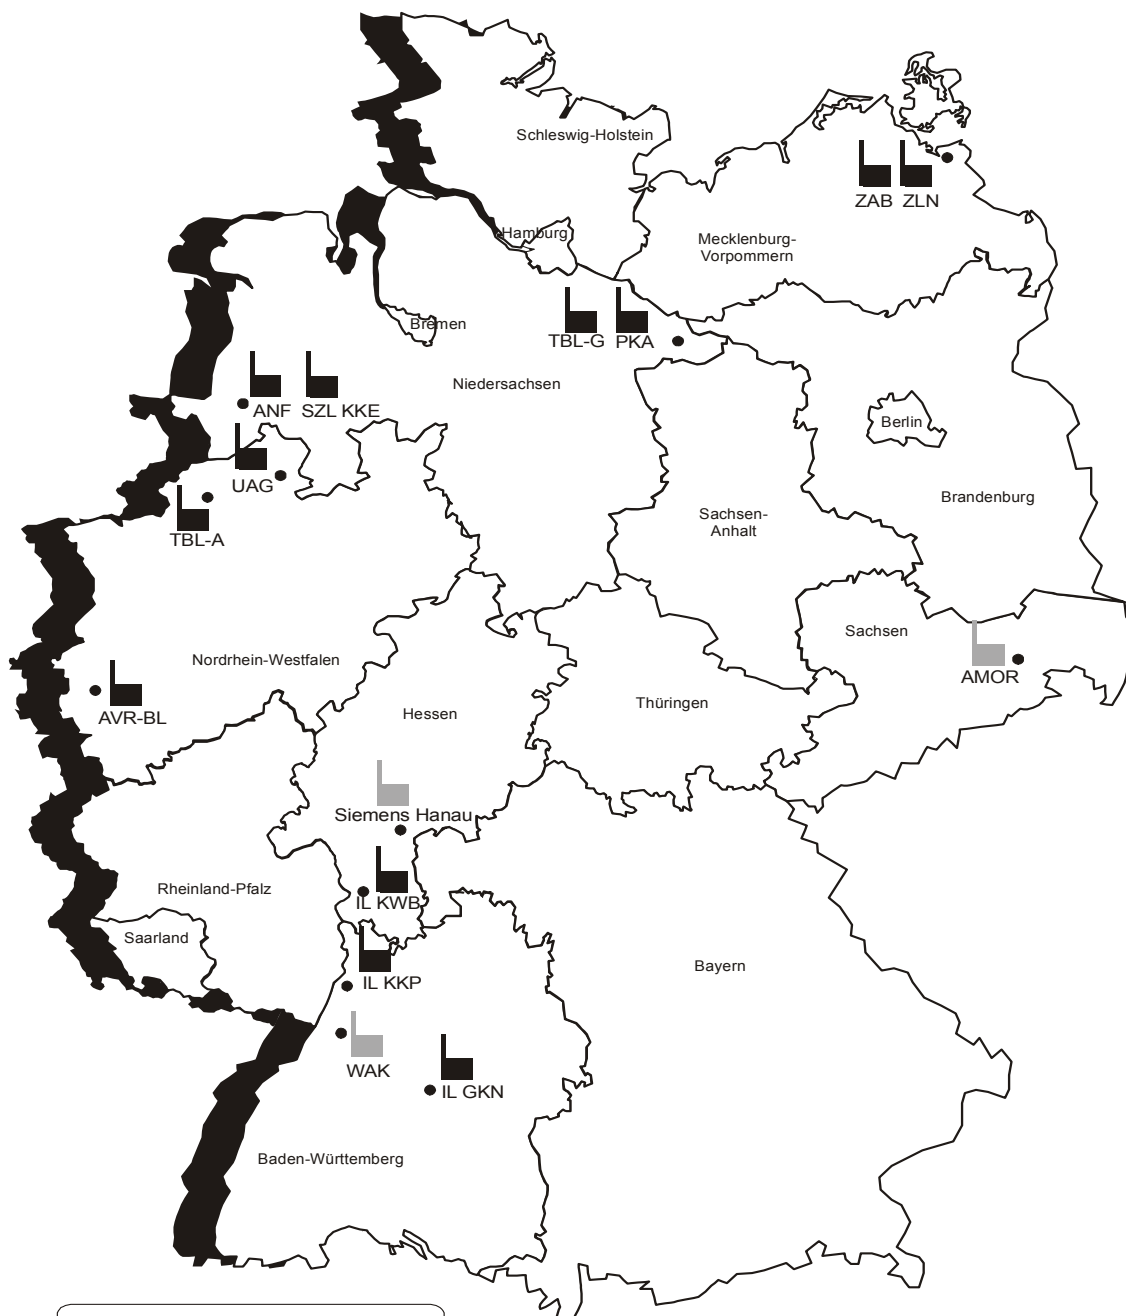 Schleswig-Holstein
ZAB ZLN
Hamburg
Mecklenburg-
Vorpommern
Bremen
TBL-G PKA
Niedersachsen
ANF SZL KKE
Berlin
UAG
Brandenburg
Sachsen-
Anhalt
TBL-A
Sachsen
Nordrhein-Westfalen
AMOR
AVR-BL
Hessen
Thüringen
Siemens Hanau
Rheinland-Pfalz
IL KWB
Saarland
Bayern
IL KKP
WAK
IL GKN
Baden-Württemberg